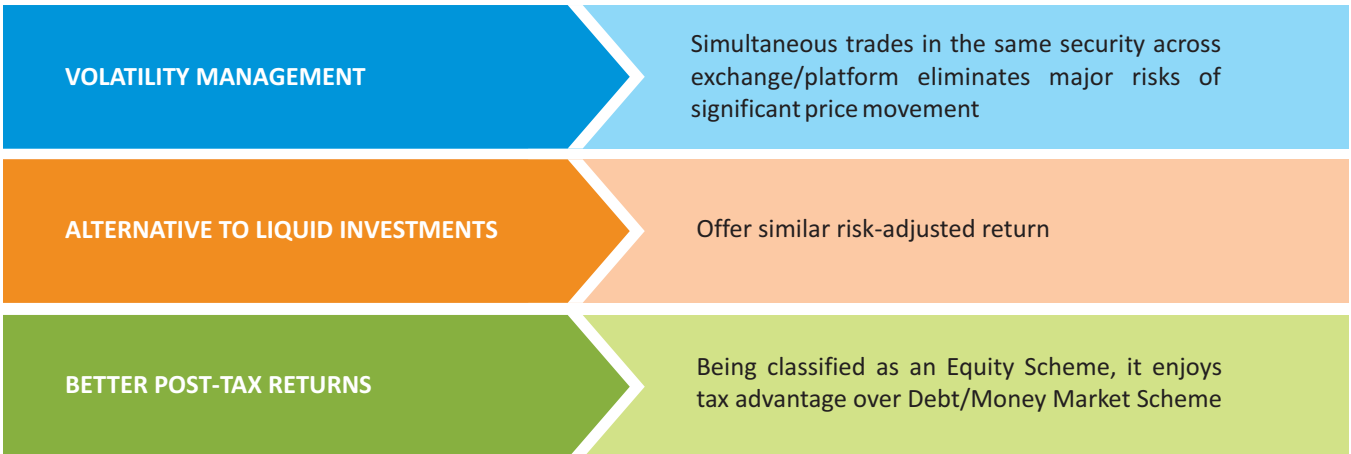 VOLATILITY MANAGEMENT
Simultaneous trades in the same security across
exchange/platform eliminates major risks of
significant price movement
ALTERNATIVE TO LIQUID INVESTMENTS
Offer similar risk-adjusted return
BETTER POST-TAX RETURNS
Being classified as an Equity Scheme, it enjoys
tax advantage over Debt/Money Market Scheme